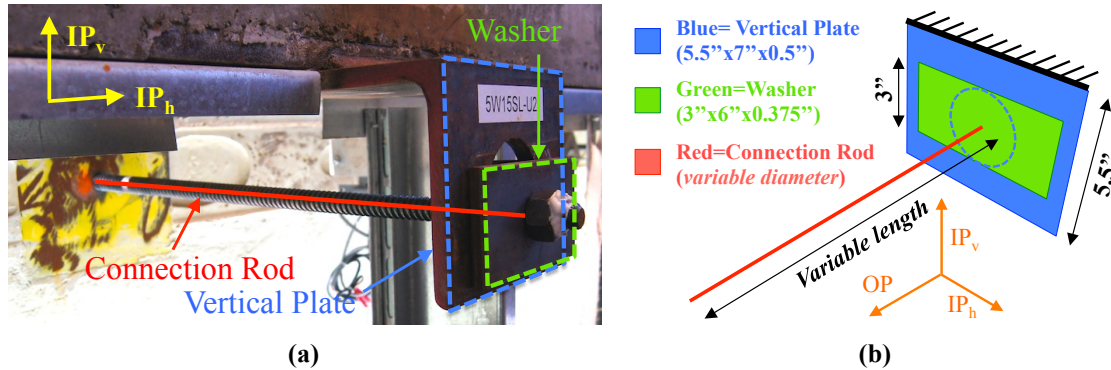 IPv
IPh
Washer
5W15SL-U2
Connection Rod
Vertical Plate
(a)
Blue= Vertical Plate
(5.5”x7”x0.5”)
Green=Washer
(3”x6”x0.375”)
Red=Connection Rod
(variable diameter)
3”
5.5”
Variable length
IPv
OP
IPh
(b)